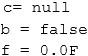 c= null
b = false
f = 0.0F